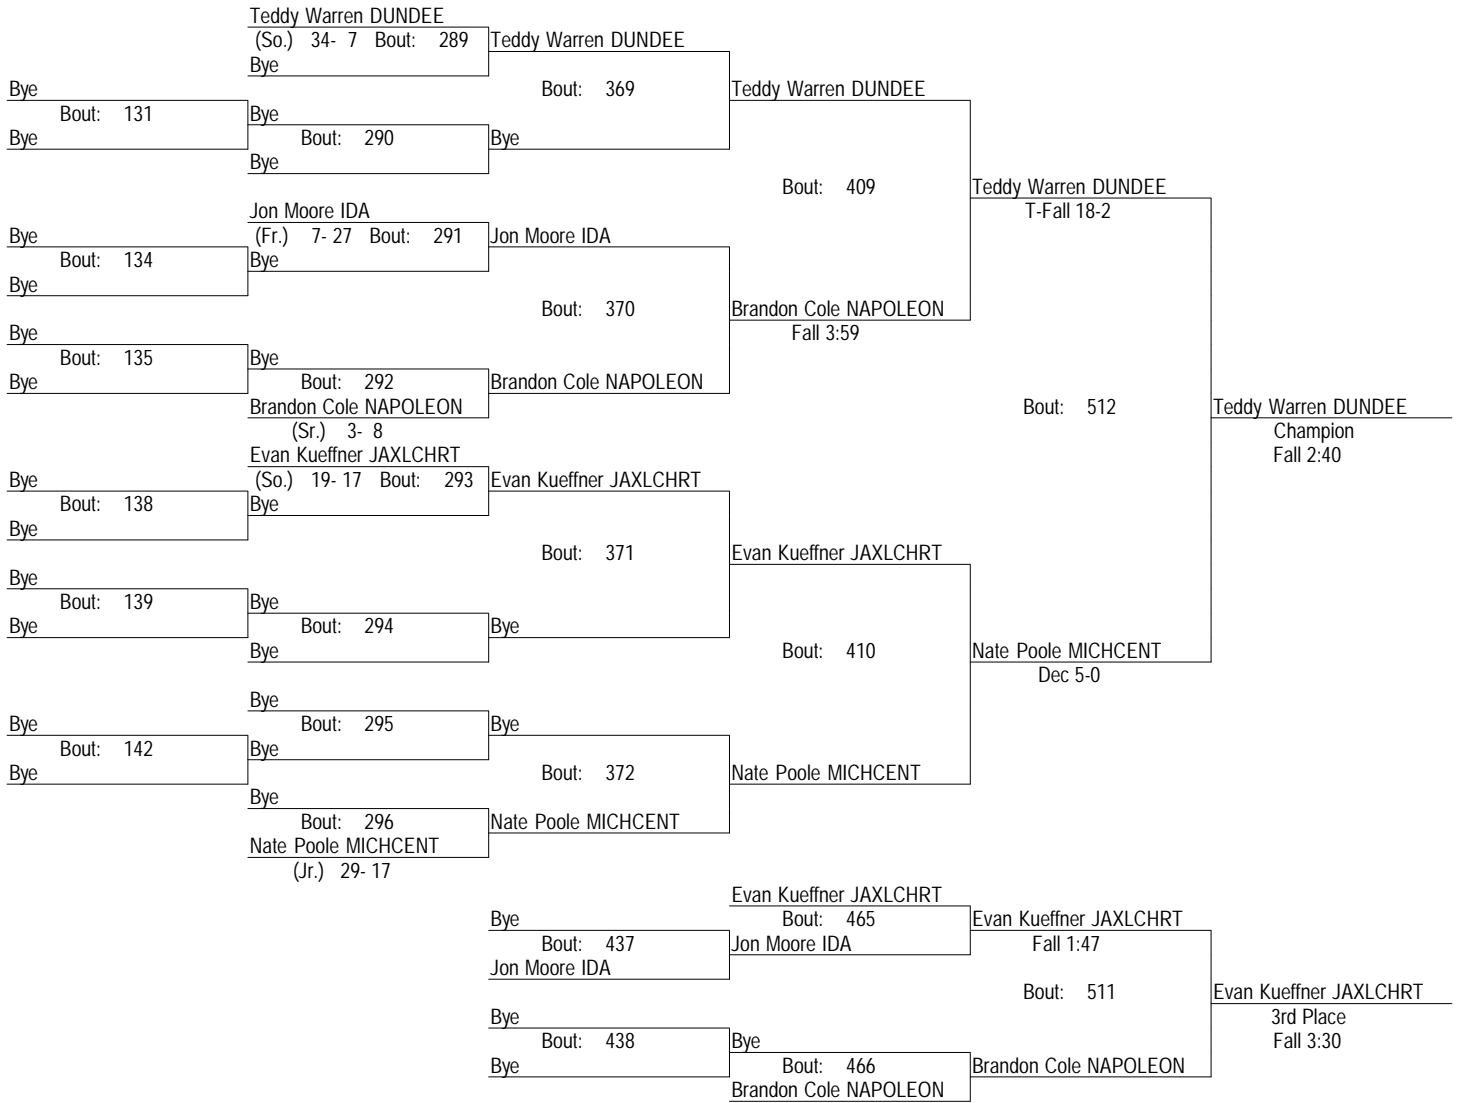 Teddy Warren DUNDEE
(So.) 34- 7 Bout: 289 Teddy Warren DUNDEE
Bye
Bye Bout: 369 Teddy Warren DUNDEE
Bout: 131 Bye
Bye Bout: 290 Bye
Bye
Bout: 409 Teddy Warren DUNDEE
Jon Moore IDA T-Fall 18-2
Bye (Fr.) 7- 27 Bout: 291 Jon Moore IDA
Bout: 134 Bye
Bye
Bout: 370 Brandon Cole NAPOLEON
Bye Fall 3:59
Bout: 135 Bye
Bye Bout: 292 Brandon Cole NAPOLEON
Brandon Cole NAPOLEON Bout: 512 Teddy Warren DUNDEE
(Sr.) 3- 8 Champion
Evan Kueffner JAXLCHRT Fall 2:40
Bye (So.) 19- 17 Bout: 293 Evan Kueffner JAXLCHRT
Bout: 138 Bye
Bye
Bout: 371 Evan Kueffner JAXLCHRT
Bye
Bout: 139 Bye
Bye Bout: 294 Bye
Bye Bout: 410 Nate Poole MICHCENT
Dec 5-0
Bye
Bye Bout: 295 Bye
Bout: 142 Bye
Bye Bout: 372 Nate Poole MICHCENT
Bye
Bout: 296 Nate Poole MICHCENT
Nate Poole MICHCENT
(Jr.) 29- 17
Evan Kueffner JAXLCHRT
Bye Bout: 465 Evan Kueffner JAXLCHRT
Bout: 437 Jon Moore IDA Fall 1:47
Jon Moore IDA
Bout: 511 Evan Kueffner JAXLCHRT
Bye 3rd Place
Bout: 438 Bye Fall 3:30
Bye Bout: 466 Brandon Cole NAPOLEON
Brandon Cole NAPOLEON